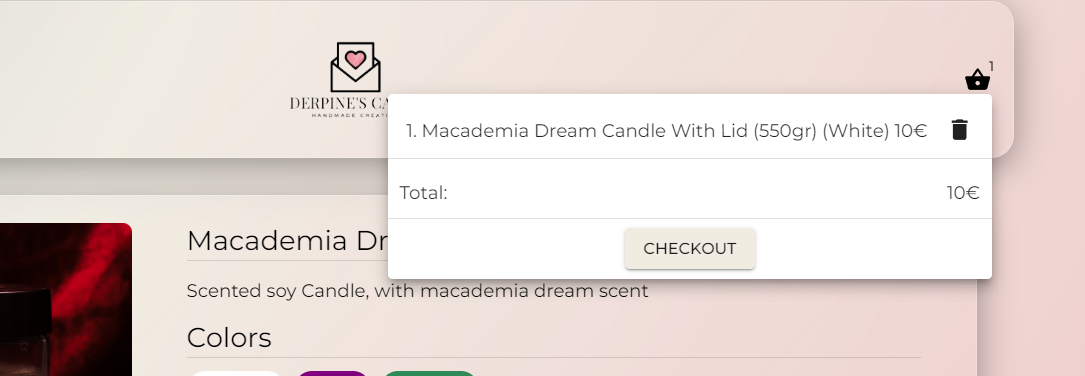 1
DERPINE'S CA
HANDMADE CREATI
1. Macademia Dream Candle With Lid (550gr) (White) 10€
Total: 10€
CHECKOUT
Macademia Dr
Scented soy Candle, with macademia dream scent
Colors